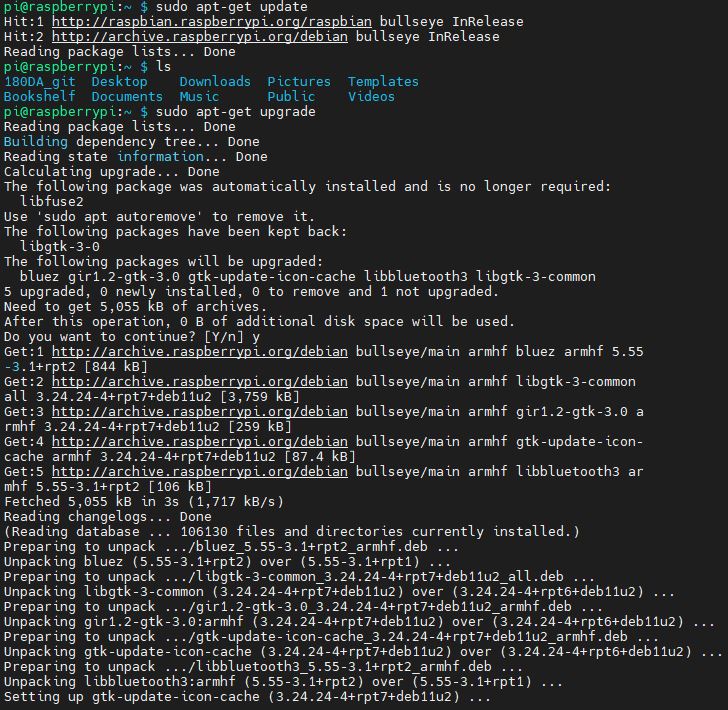 pi@raspberrypi:~ $ sudo apt-get update
Hit:1 http://raspbian.raspberrypi.org/raspbian bullseye InRelease
Hit:2 http://archive.raspberrypi.org/debian bullseye InRelease
Reading package lists... Done
pi@raspberrypi:~ $ ls
180DA_git  Desktop    Downloads  Pictures  Templates
Bookshelf  Documents  Music      Public    Videos
pi@raspberrypi:~ $ sudo apt-get upgrade
Reading package lists... Done
Building dependency tree... Done
Reading state information... Done
Calculating upgrade... Done
The following package was automatically installed and is no longer required:
  libfuse2
Use 'sudo apt autoremove' to remove it.
The following packages have been kept back:
  libgtk-3-0
The following packages will be upgraded:
  bluez gir1.2-gtk-3.0 gtk-update-icon-cache libbluetooth3 libgtk-3-common
5 upgraded, 0 newly installed, 0 to remove and 1 not upgraded.
Need to get 5,055 kB of archives.
After this operation, 0 B of additional disk space will be used.
Do you want to continue? [Y/n] y
Get:1 http://archive.raspberrypi.org/debian bullseye/main armhf bluez armhf 5.55
-3.1+rpt2 [844 kB]
Get:2 http://archive.raspberrypi.org/debian bullseye/main armhf libgtk-3-common
all 3.24.24-4+rpt7+deb11u2 [3,759 kB]
Get:3 http://archive.raspberrypi.org/debian bullseye/main armhf gir1.2-gtk-3.0 a
rmhf 3.24.24-4+rpt7+deb11u2 [259 kB]
Get:4 http://archive.raspberrypi.org/debian bullseye/main armhf gtk-update-icon-
cache armhf 3.24.24-4+rpt7+deb11u2 [87.4 kB]
Get:5 http://archive.raspberrypi.org/debian bullseye/main armhf libbluetooth3 ar
mhf 5.55-3.1+rpt2 [106 kB]
Fetched 5,055 kB in 3s (1,717 kB/s)
Reading changelogs... Done
(Reading database ... 106130 files and directories currently installed.)
Preparing to unpack .../bluez_5.55-3.1+rpt2_armhf.deb ...
Unpacking bluez (5.55-3.1+rpt2) over (5.55-3.1+rpt1) ...
Preparing to unpack .../libgtk-3-common_3.24.24-4+rpt7+deb11u2_all.deb ...
Unpacking libgtk-3-common (3.24.24-4+rpt7+deb11u2) over (3.24.24-4+rpt6+deb11u2) ...
Preparing to unpack .../gir1.2-gtk-3.0_3.24.24-4+rpt7+deb11u2_armhf.deb ...
Unpacking gir1.2-gtk-3.0:armhf (3.24.24-4+rpt7+deb11u2) over (3.24.24-4+rpt6+deb11u2) ...
Preparing to unpack .../gtk-update-icon-cache_3.24.24-4+rpt7+deb11u2_armhf.deb ...
Unpacking gtk-update-icon-cache (3.24.24-4+rpt7+deb11u2) over (3.24.24-4+rpt6+deb11u2) ...
Preparing to unpack .../libbluetooth3_5.55-3.1+rpt2_armhf.deb ...
Unpacking libbluetooth3:armhf (5.55-3.1+rpt2) over (5.55-3.1+rpt1) ...
Setting up gtk-update-icon-cache (3.24.24-4+rpt7+deb11u2) ...